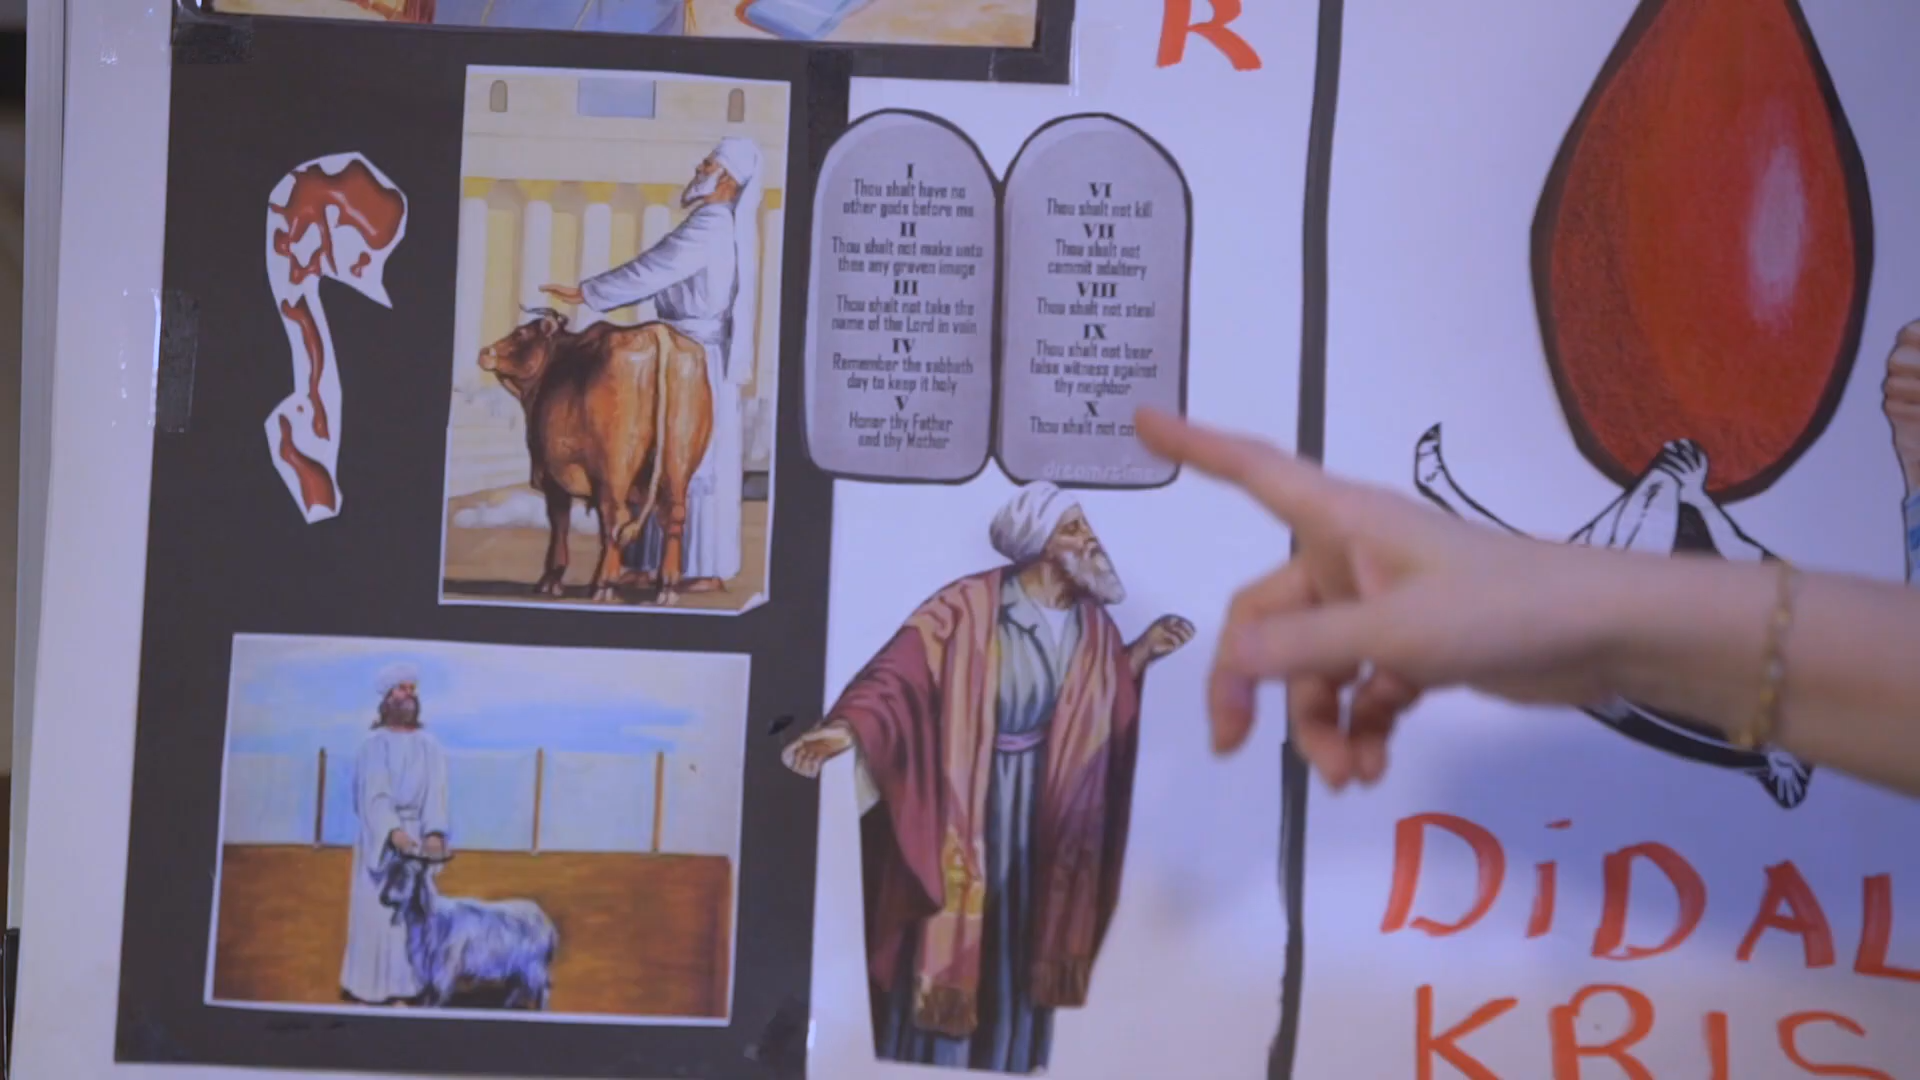 R
I
Thou shalt have no
other gods before me
II
Thou shalt not make unto
thee any graven image
III
Thou shalt not take the
name of the Lord in vain
IV
Remember the sabbath
day to keep it holy
V
Honor thy Father
and thy Mother
VI
Thou shalt not kill
VII
Thou shalt not
commit adultery
VIII
Thou shalt not steal
IX
Thou shalt not bear
false witness against
thy neighbor
X
Thou shalt not co
dreamstime
DiDAL
KRIS